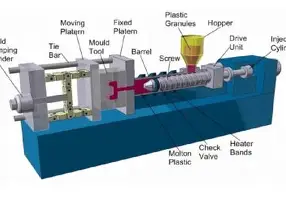 Moving
Platern
Fixed
Platern
Plastic
Granules
Hopper
Tie
Bar
Mould
Tool
Barrel
Screw
Drive
Unit
Molton
Plastic
Check
Valve
Heater
Bands